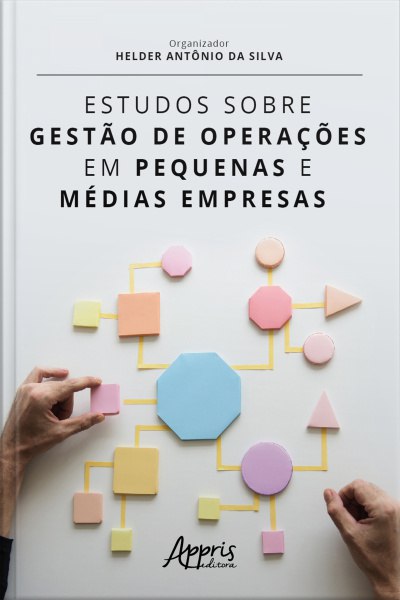 Organizador
HELDER ANTÔNIO DA SILVA
ESTUDOS SOBRE
GESTÃO DE OPERAÇÕES
EM PEQUENAS E
MÉDIAS EMPRESAS
Appris
editora